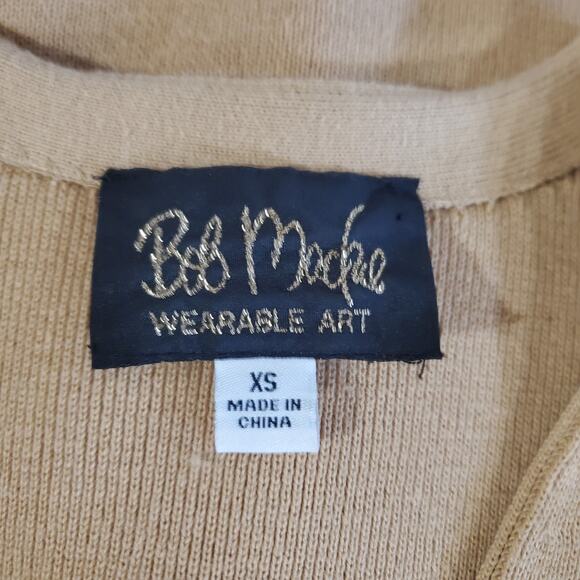 Bob Mackie
WEARABLE ART
XS
MADE IN
CHINA